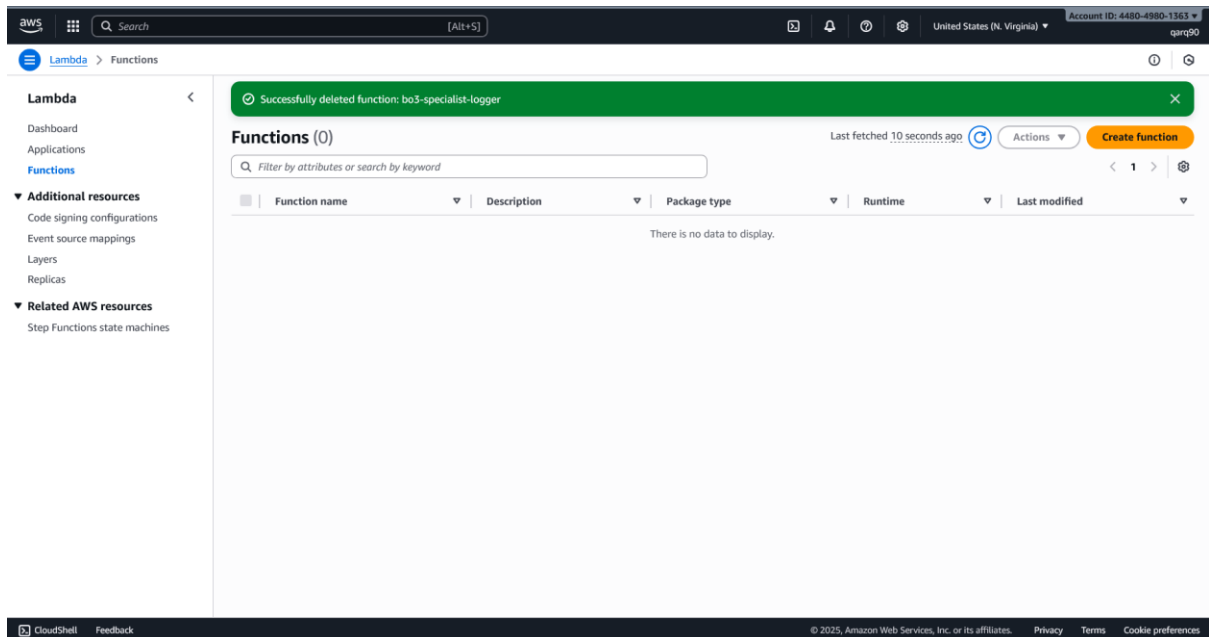 aws Search [Alt+S] United States (N. Virginia) Account ID: 4480-4980-1363
qarq90
Lambda > Functions
Lambda
Dashboard
Applications
Functions
Additional resources
Code signing configurations
Event source mappings
Layers
Replicas
Related AWS resources
Step Functions state machines
Successfully deleted function: bo3-specialist-logger
Functions (0) Last fetched 10 seconds ago Actions Create function
Filter by attributes or search by keyword 1
Function name Description Package type Runtime Last modified
There is no data to display.
CloudShell Feedback © 2025, Amazon Web Services, Inc. or its affiliates. Privacy Terms Cookie preferences